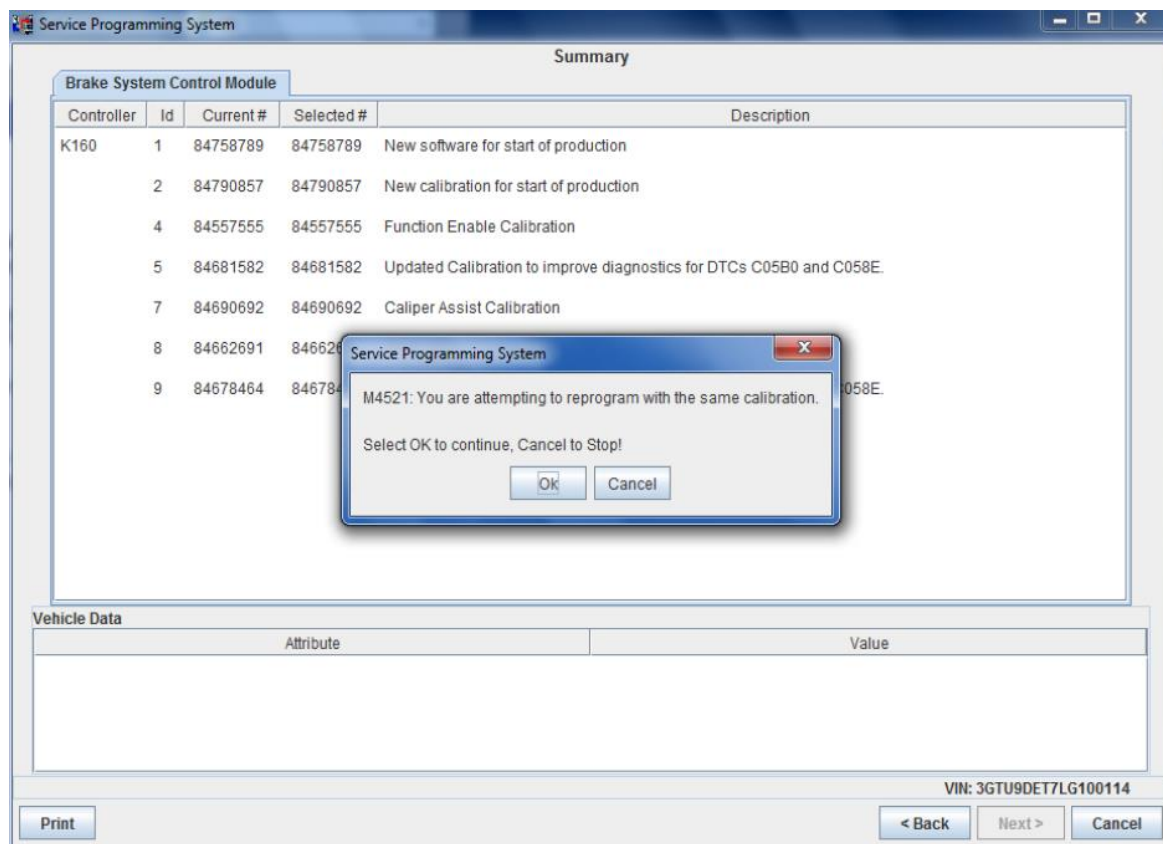 Service Programming System
Summary
Brake System Control Module
Controller Id Current # Selected # Description
K160 1 84758789 84758789 New software for start of production
2 84790857 84790857 New calibration for start of production
4 84557555 84557555 Function Enable Calibration
5 84681582 84681582 Updated Calibration to improve diagnostics for DTCs C05B0 and C058E.
7 84690692 84690692 Caliper Assist Calibration
8 84662691 846626
9 84678464 846784 C058E.
Service Programming System
M4521: You are attempting to reprogram with the same calibration.
Select OK to continue, Cancel to Stop!
Ok Cancel
Vehicle Data
Attribute Value
VIN: 3GTU9DET7LG100114
Print < Back Next > Cancel